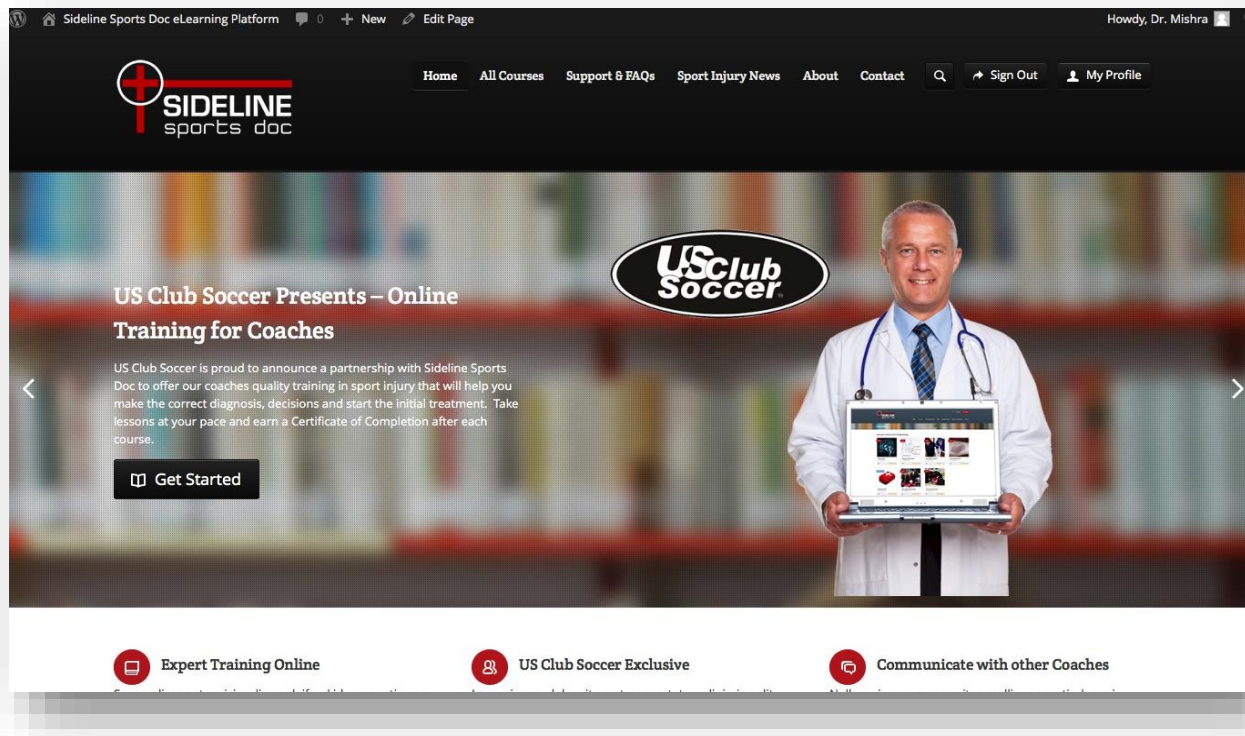 Sideline Sports Doc eLearning Platform 0 New Edit Page Howdy, Dr. Mishra
Home All Courses Support & FAQs Sport Injury News About Contact Sign Out My Profile
SIDELINE
sports doc
US Club
Soccer
US Club Soccer Presents – Online
Training for Coaches
US Club Soccer is proud to announce a partnership with Sideline Sports
Doc to offer our coaches quality training in sport injury that will help you
make the correct diagnosis, decisions and start the initial treatment. Take
lessons at your pace and earn a Certificate of Completion after each
course.
Get Started
Expert Training Online
US Club Soccer Exclusive
Communicate with other Coaches